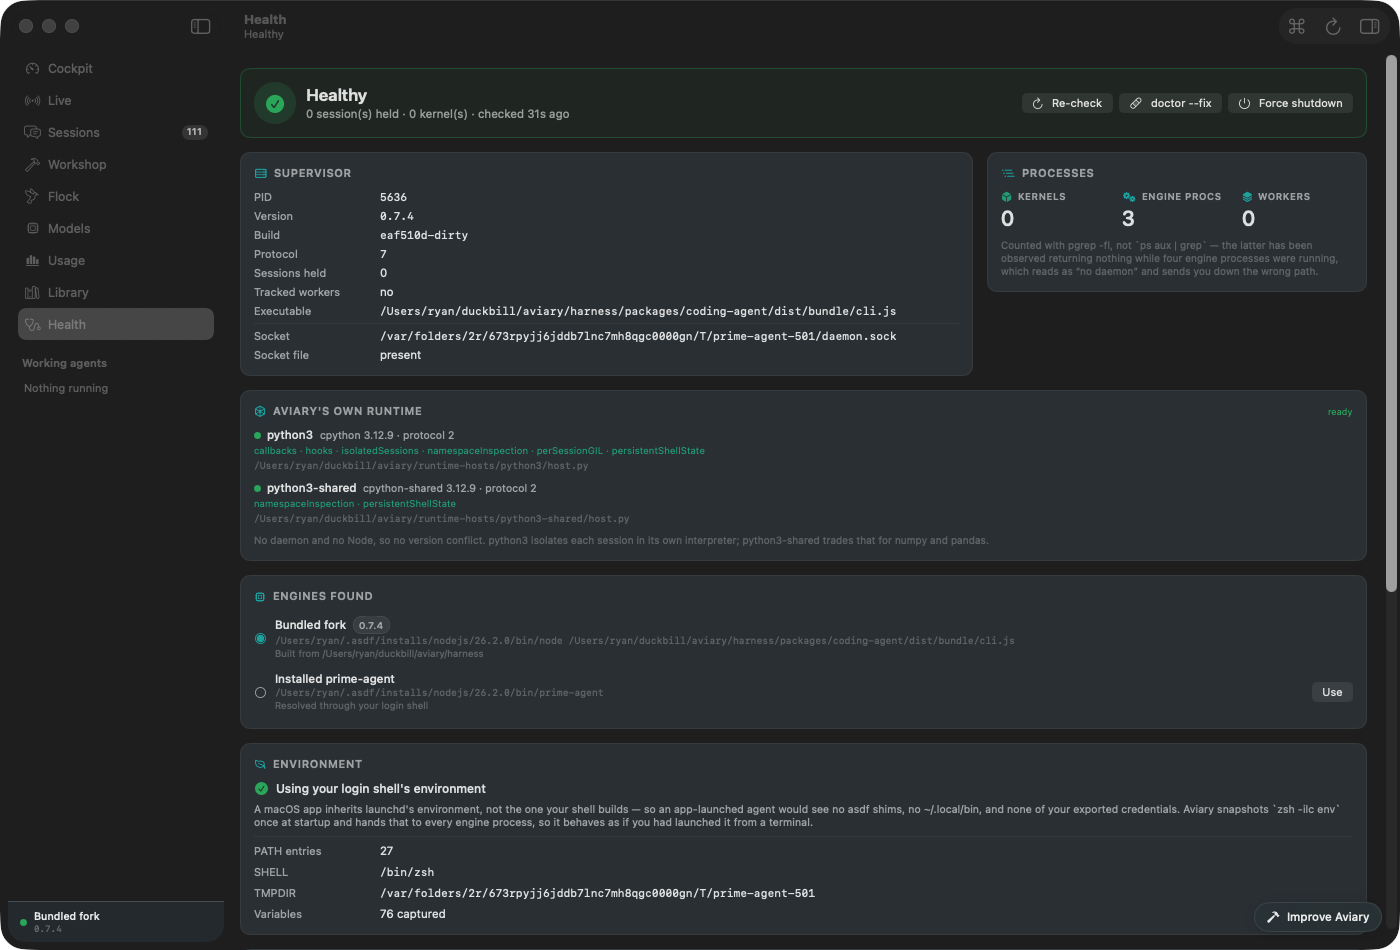 Health
Healthy
Cockpit
Live
Sessions 111
Workshop
Flock
Models
Usage
Library
Health
Working agents
Nothing running
Bundled fork
0.7.4
Healthy
0 session(s) held · 0 kernel(s) · checked 31s ago
Re-check
doctor --fix
Force shutdown
SUPERVISOR
PID 5636
Version 0.7.4
Build eaf510d-dirty
Protocol 7
Sessions held 0
Tracked workers no
Executable /Users/ryan/duckbill/aviary/harness/packages/coding-agent/dist/bundle/cli.js
Socket /var/folders/2r/673rpyjj6jddb7lnc7mh8qgc0000gn/T/prime-agent-501/daemon.sock
Socket file present
PROCESSES
KERNELS ENGINE PROCS WORKERS
0 3 0
Counted with pgrep -fl, not `ps aux | grep` — the latter has been
observed returning nothing while four engine processes were running,
which reads as “no daemon” and sends you down the wrong path.
AVIARY'S OWN RUNTIME ready
python3 cpython 3.12.9 · protocol 2
callbacks · hooks · isolatedSessions · namespaceInspection · perSessionGIL · persistentShellState
/Users/ryan/duckbill/aviary/runtime-hosts/python3/host.py
python3-shared cpython-shared 3.12.9 · protocol 2
namespaceInspection · persistentShellState
/Users/ryan/duckbill/aviary/runtime-hosts/python3-shared/host.py
No daemon and no Node, so no version conflict. python3 isolates each session in its own interpreter; python3-shared trades that for numpy and pandas.
ENGINES FOUND
Bundled fork 0.7.4
/Users/ryan/.asdf/installs/nodejs/26.2.0/bin/node /Users/ryan/duckbill/aviary/harness/packages/coding-agent/dist/bundle/cli.js
Built from /Users/ryan/duckbill/aviary/harness
Installed prime-agent
/Users/ryan/.asdf/installs/nodejs/26.2.0/bin/prime-agent
Resolved through your login shell
Use
ENVIRONMENT
Using your login shell's environment
A macOS app inherits launchd's environment, not the one your shell builds — so an app-launched agent would see no asdf shims, no ~/.local/bin, and none of your exported credentials. Aviary snapshots `zsh -ilc env`
once at startup and hands that to every engine process, so it behaves as if you had launched it from a terminal.
PATH entries 27
SHELL /bin/zsh
TMPDIR /var/folders/2r/673rpyjj6jddb7lnc7mh8qgc0000gn/T/prime-agent-501
Variables 76 captured
Improve Aviary